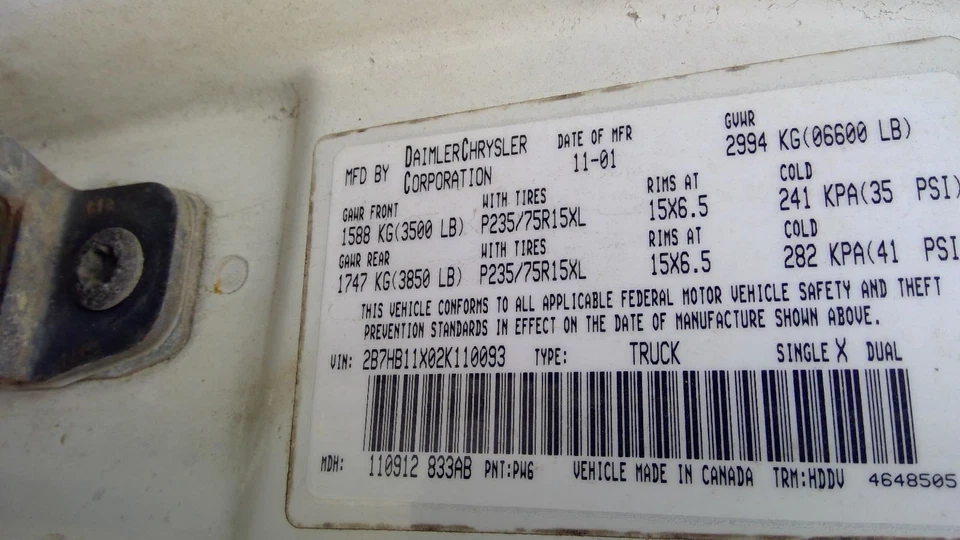 MFD BY DAIMLERCHRYSLER CORPORATION DATE OF MFR 11-01 GVWR 2994 KG(06600 LB)
GAWR FRONT WITH TIRES RIMS AT COLD
1588 KG(3500 LB) P235/75R15XL 15X6.5 241 KPA(35 PSI)
GAWR REAR WITH TIRES RIMS AT COLD
1747 KG(3850 LB) P235/75R15XL 15X6.5 282 KPA(41 PSI
THIS VEHICLE CONFORMS TO ALL APPLICABLE FEDERAL MOTOR VEHICLE SAFETY AND THEFT
PREVENTION STANDARDS IN EFFECT ON THE DATE OF MANUFACTURE SHOWN ABOVE.
VIN: 2B7HB11X02K110093 TYPE: TRUCK SINGLE X DUAL
MDH: 110912 833AB PNT:PW6 VEHICLE MADE IN CANADA TRM:HDDV 4648505